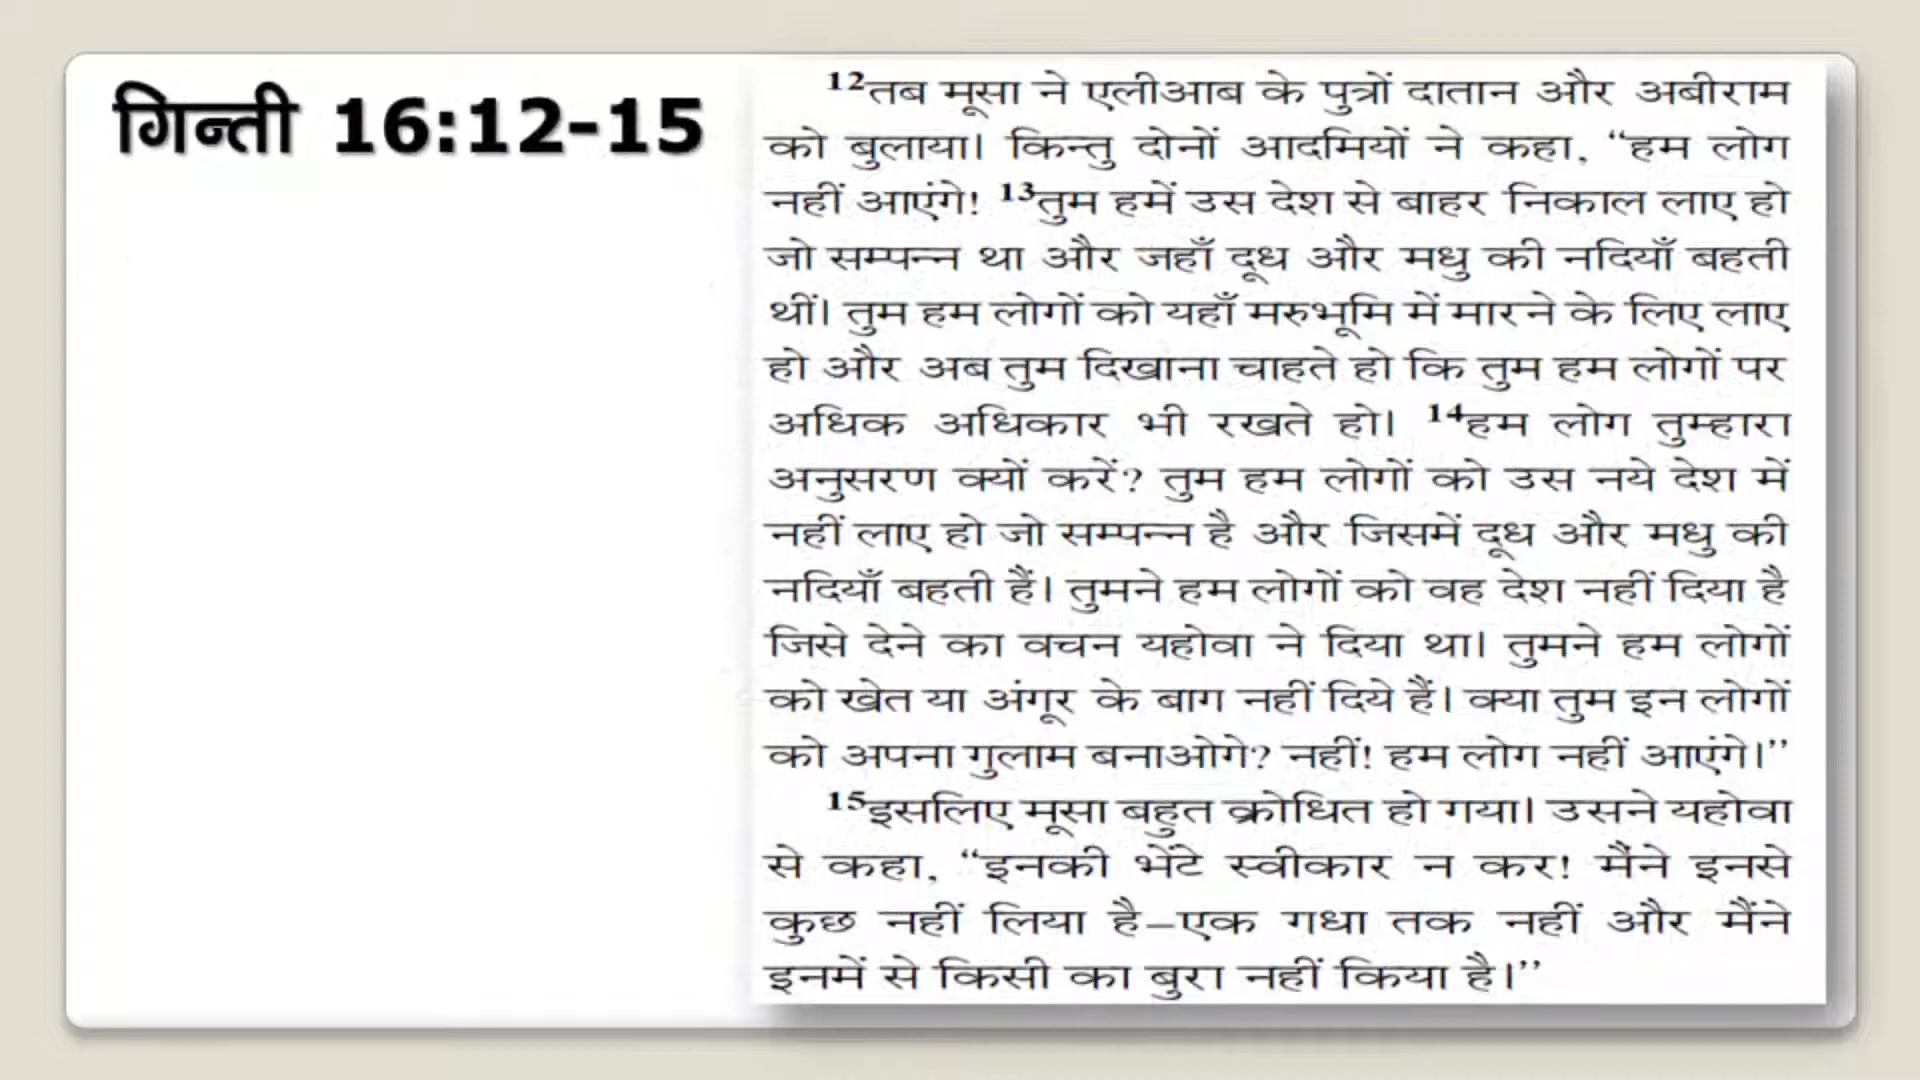 गिन्ती 16:12-15
12तब मूसा ने एलीआब के पुत्रों दातान और अबीराम
को बुलाया। किन्तु दोनों आदमियों ने कहा, “हम लोग
नहीं आएंगे! 13तुम हमें उस देश से बाहर निकाल लाए हो
जो सम्पन्न था और जहाँ दूध और मधु की नदियाँ बहती
थीं। तुम हम लोगों को यहाँ मरुभूमि में मारने के लिए लाए
हो और अब तुम दिखाना चाहते हो कि तुम हम लोगों पर
अधिक अधिकार भी रखते हो। 14हम लोग तुम्हारा
अनुसरण क्यों करें? तुम हम लोगों को उस नये देश में
नहीं लाए हो जो सम्पन्न है और जिसमें दूध और मधु की
नदियाँ बहती हैं। तुमने हम लोगों को वह देश नहीं दिया है
जिसे देने का वचन यहोवा ने दिया था। तुमने हम लोगों
को खेत या अंगूर के बाग नहीं दिये हैं। क्या तुम इन लोगों
को अपना गुलाम बनाओगे? नहीं! हम लोग नहीं आएंगे।”
15इसलिए मूसा बहुत क्रोधित हो गया। उसने यहोवा
से कहा, “इनकी भेंटे स्वीकार न कर! मैंने इनसे
कुछ नहीं लिया है–एक गधा तक नहीं और मैंने
इनमें से किसी का बुरा नहीं किया है।”